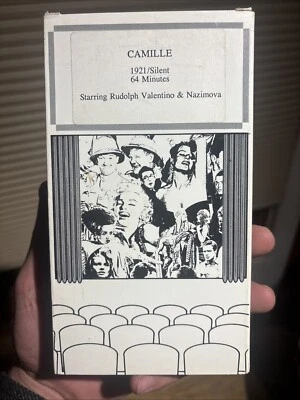 CAMILLE
1921/Silent
64 Minutes
Starring Rudolph Valentino & Nazimova